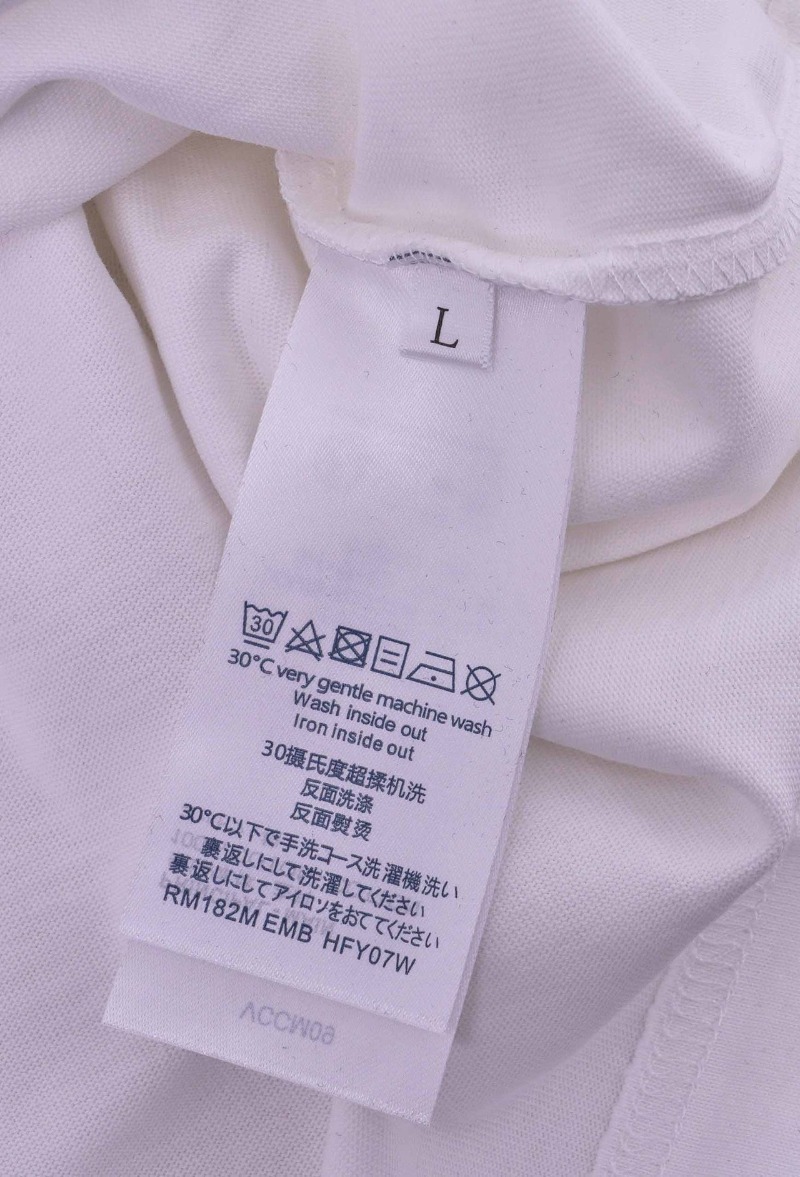 L
30
30°C very gentle machine wash
Wash inside out
Iron inside out
30摄氏度超揉机洗
反面洗涤
反面熨烫
30℃以下で手洗コース洗濯機洗い
裏返しにして洗濯してください
裏返しにしてアイロソをおててください
RM182M EMB HFY07W
VCCM09